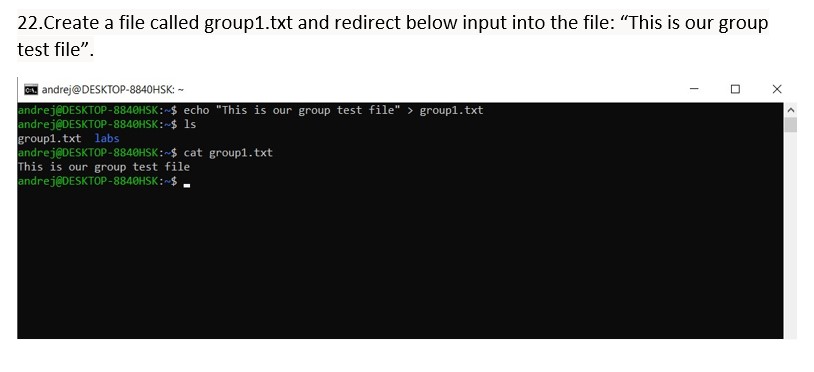 22.Create a file called group1.txt and redirect below input into the file: “This is our group
test file”.
andrej@DESKTOP-8840HSK: ~
andrej@DESKTOP-8840HSK:~$ echo "This is our group test file" > group1.txt
andrej@DESKTOP-8840HSK:~$ ls
group1.txt  labs
andrej@DESKTOP-8840HSK:~$ cat group1.txt
This is our group test file
andrej@DESKTOP-8840HSK:~$